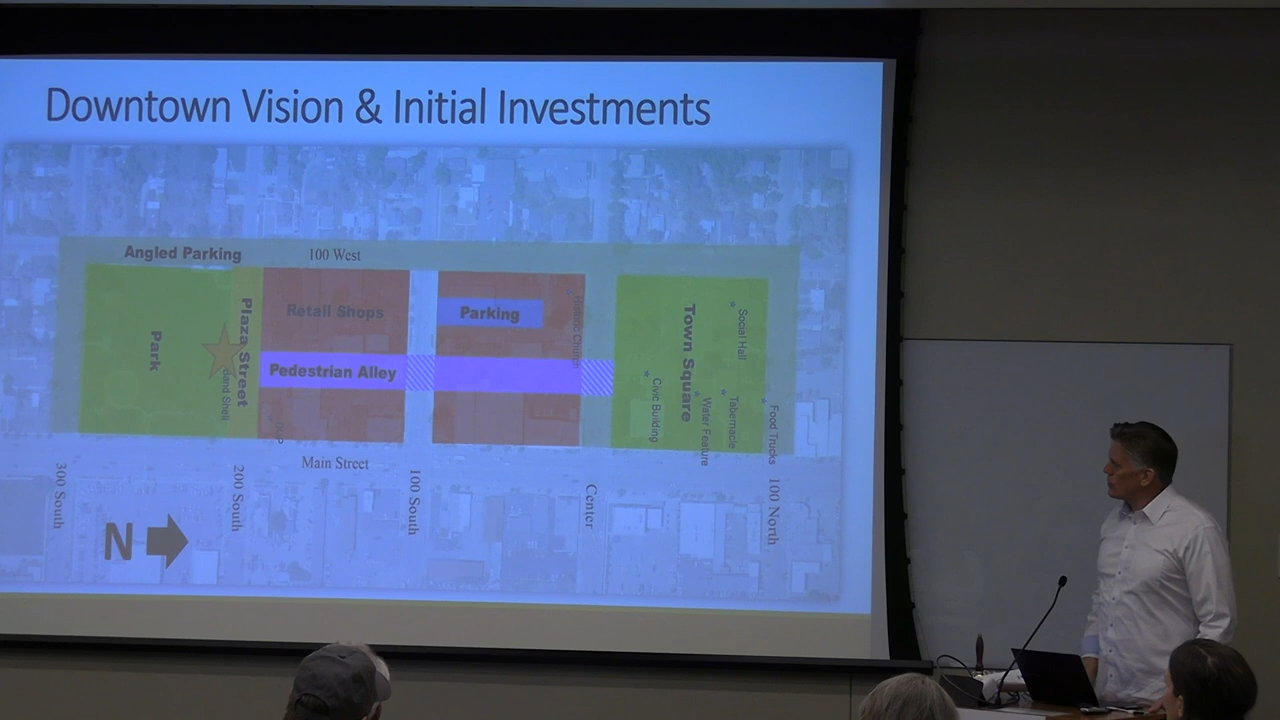 Downtown Vision & Initial Investments
Angled Parking
100 West
Park
Plaza Street
Band Shell
Retail Shops
Pedestrian Alley
Parking
Historic Church
Town Square
Social Hall
Civic Building
Water Feature
Tabernacle
Food Trucks
Main Street
300 South
200 South
100 South
Center
100 North
N